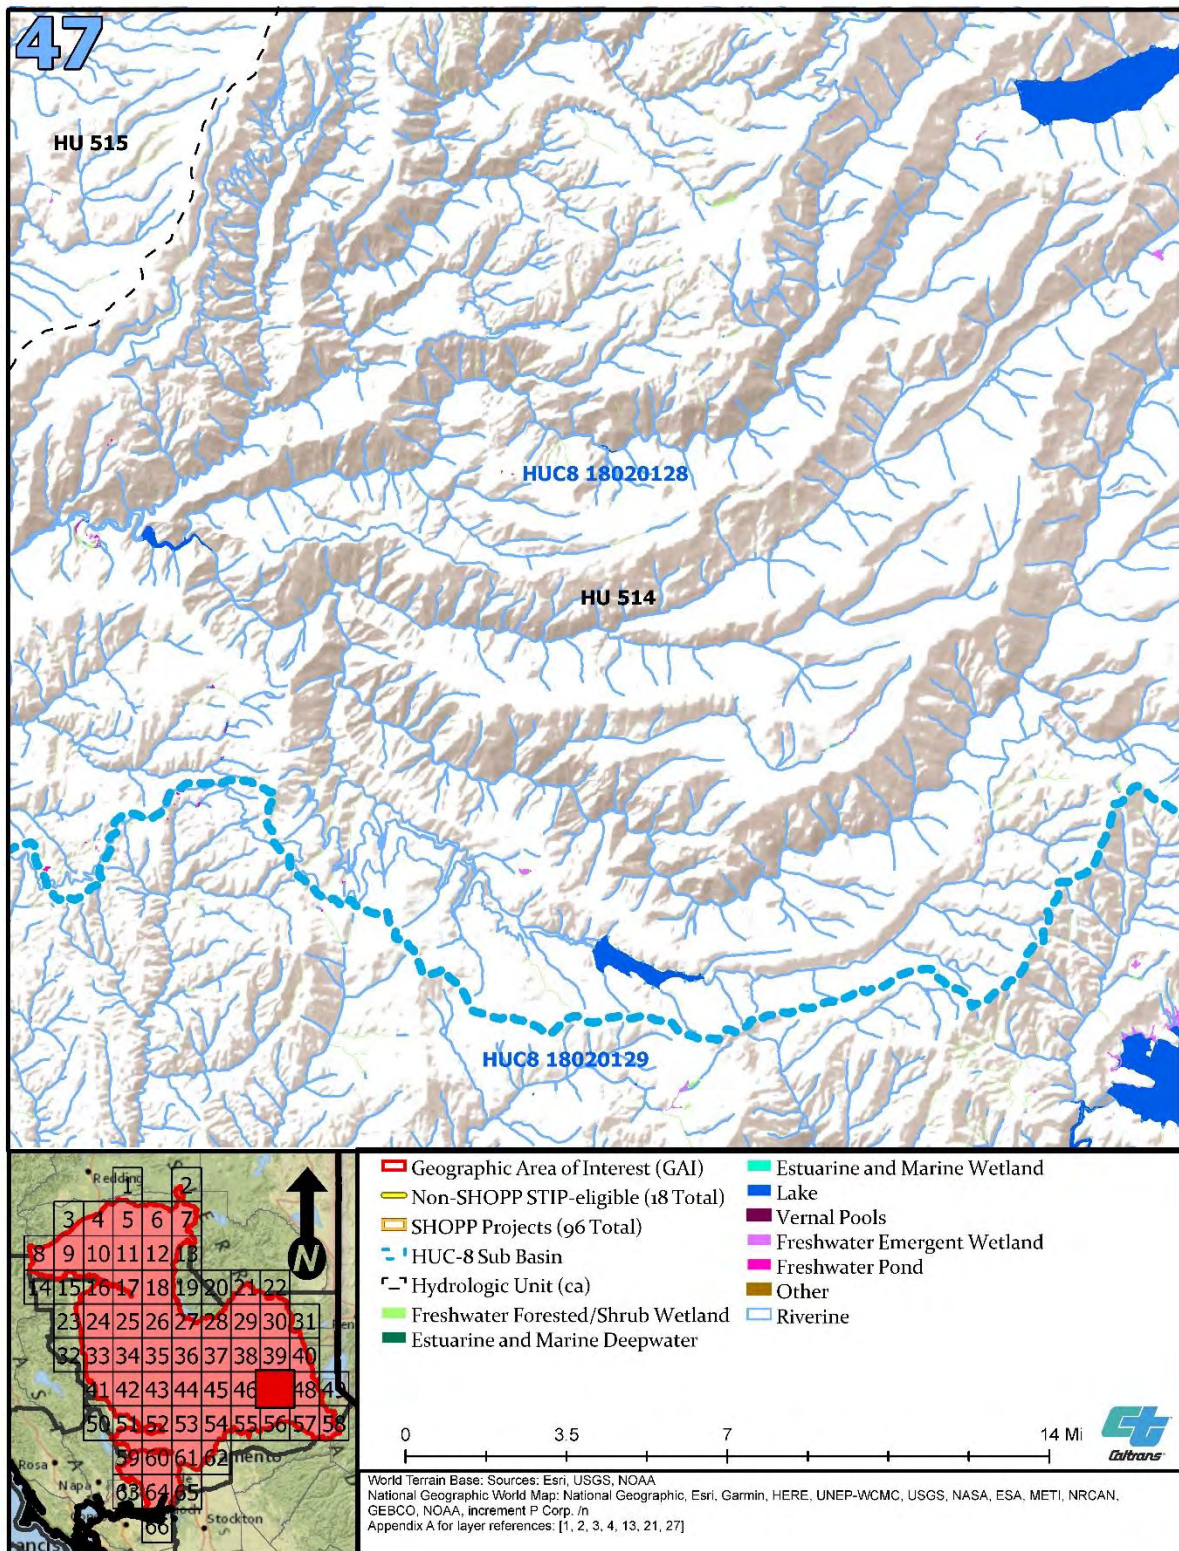 47
HU 515
HUC8 18020128
HU 514
HUC8 18020129
Redding
1 2
3 4 5 6 7
8 9 10 11 12 13
14 15 16 17 18 19 20 21 22
23 24 25 26 27 28 29 30 31
32 33 34 35 36 37 38 39 40
41 42 43 44 45 46 48 49
50 51 52 53 54 55 56 57 58
59 60 61 62
Rosa
Napa
63 64 65
Stockton
66
N
Geographic Area of Interest (GAI)
Non-SHOPP STIP-eligible (18 Total)
SHOPP Projects (96 Total)
HUC-8 Sub Basin
Hydrologic Unit (ca)
Freshwater Forested/Shrub Wetland
Estuarine and Marine Deepwater
Estuarine and Marine Wetland
Lake
Vernal Pools
Freshwater Emergent Wetland
Freshwater Pond
Other
Riverine
0 3.5 7 14 Mi
Caltrans
World Terrain Base: Sources: Esri, USGS, NOAA
National Geographic World Map: National Geographic, Esri, Garmin, HERE, UNEP-WCMC, USGS, NASA, ESA, METI, NRCAN,
GEBCO, NOAA, increment P Corp. /n
Appendix A for layer references: [1, 2, 3, 4, 13, 21, 27]